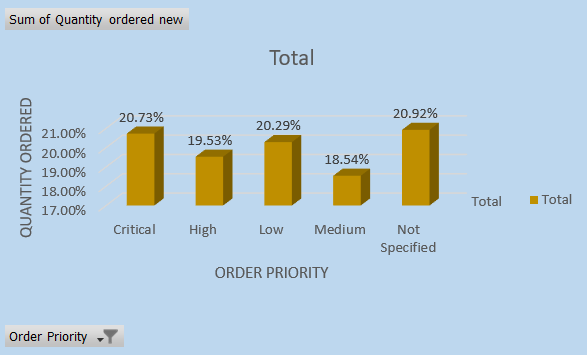 Sum of Quantity ordered new
Total
QUANTITY ORDERED
21.00%
20.00%
19.00%
18.00%
17.00%
20.73%
19.53%
20.29%
18.54%
20.92%
Critical
High
Low
Medium
Not
Specified
Total
Total
ORDER PRIORITY
Order Priority